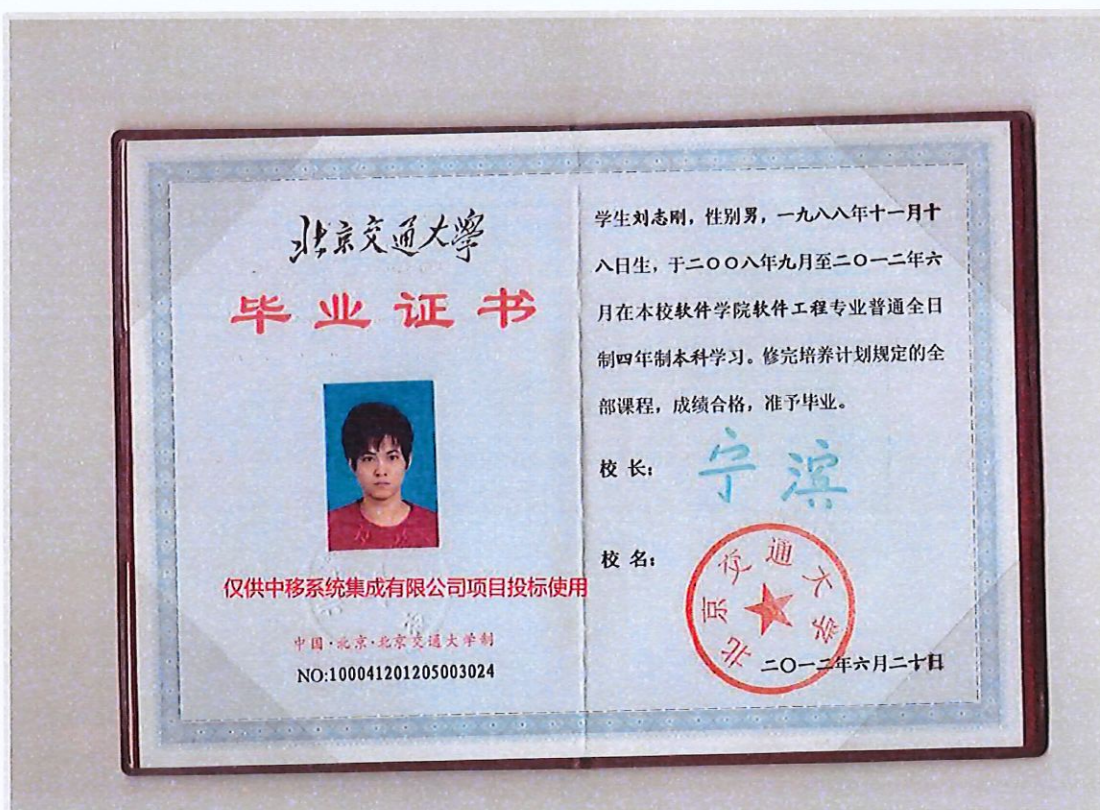 北京交通大學
毕业证书
仅供中移系统集成有限公司项目投标使用
中国·北京·北京交通大学制
NO:100041201205003024
学生刘志刚，性别男，一九八八年十一月十
八日生，于二〇〇八年九月至二〇一二年六
月在本校软件学院软件工程专业普通全日
制四年制本科学习。修完培养计划规定的全
部课程，成绩合格，准予毕业。
校 长：宁滨
校 名：
北京交通大学
二〇一二年六月二十日